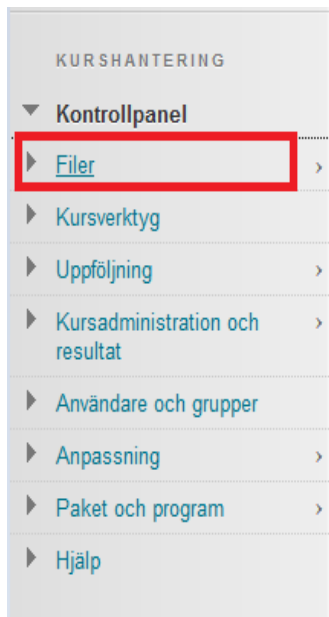 KURSHANTERING
Kontrollpanel
Filer
Kursverktyg
Uppföljning
Kursadministration och
resultat
Användare och grupper
Anpassning
Paket och program
Hjälp